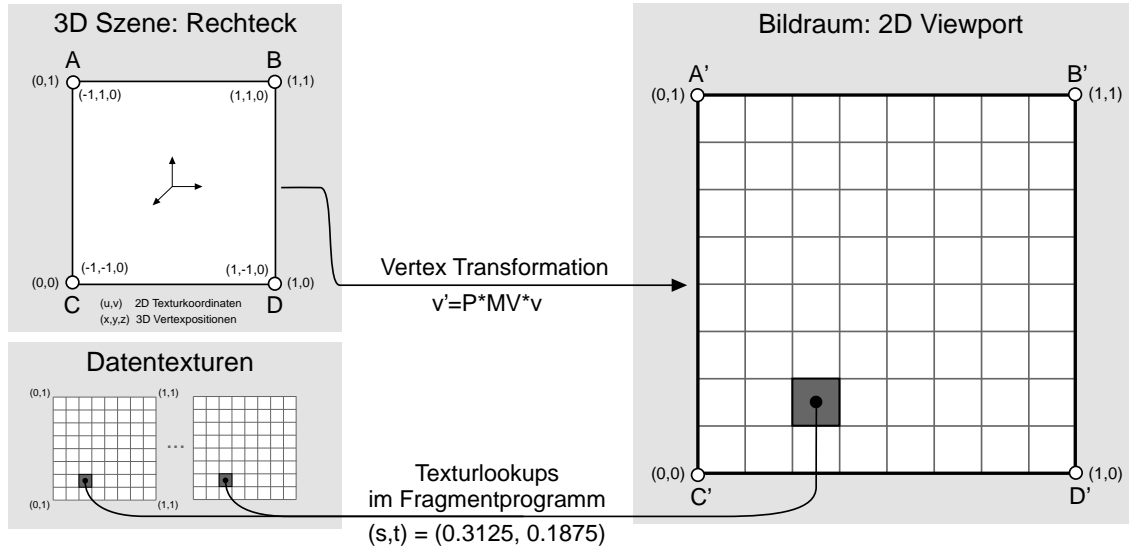 3D Szene: Rechteck
A
B
(0,1)
(1,1)
(-1,1,0)
(1,1,0)
(-1,-1,0)
(1,-1,0)
(0,0)
(1,0)
C
D
(u,v) 2D Texturkoordinaten
(x,y,z) 3D Vertexpositionen
Vertex Transformation
v'=P*MV*v
Bildraum: 2D Viewport
A'
B'
(0,1)
(1,1)
(0,0)
(1,0)
C'
D'
Datentexturen
(0,1)
(1,1)
...
(0,1)
(1,1)
Texturlookups
im Fragmentprogramm
(s,t) = (0.3125, 0.1875)